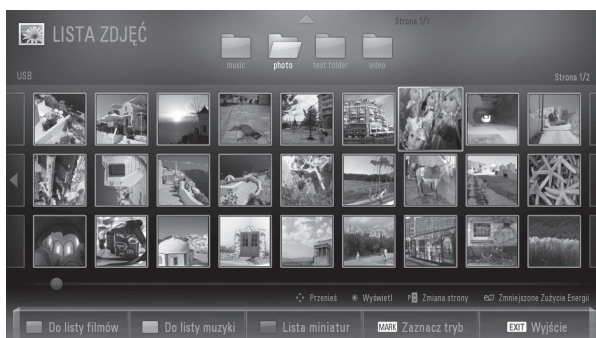 LISTA ZDJĘĆ
Strona 1/1
music photo test folder video
USB
Strona 1/2
Przenieś Wyświetl P Zmiana strony Zmniejszone Zużycie Energii
Do listy filmów Do listy muzyki Lista miniatur MARK Zaznacz tryb EXIT Wyjście